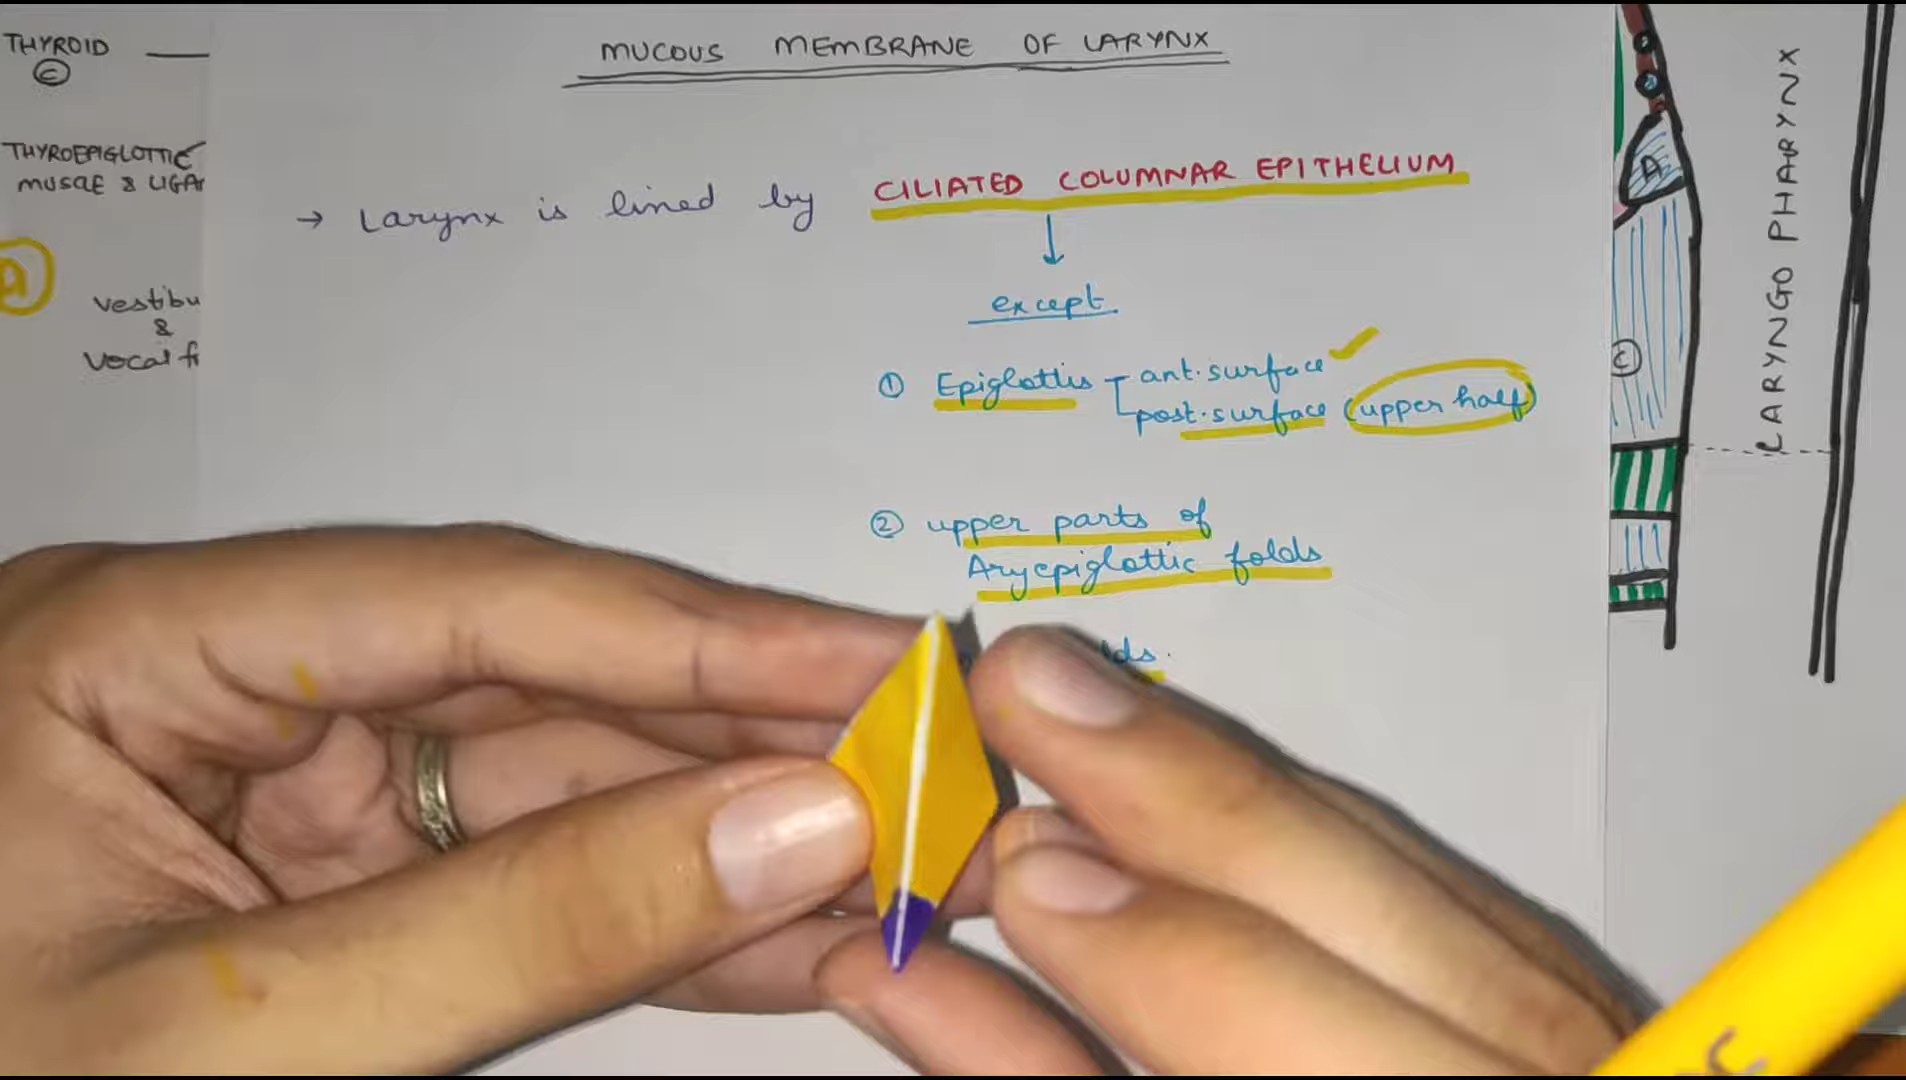 MUCOUS MEMBRANE OF LARYNX
→ Larynx is lined by CILIATED COLUMNAR EPITHELIUM
except
① Epiglottis - ant. surface ✓
post. surface (upper half)
② upper parts of
Aryepiglottic folds
lds.
THYROID
C
THYROEPIGLOTTIC
MUSCLE & LIGA
vestibu
&
Vocal f
A
C
LARYNGO PHARYNX
C